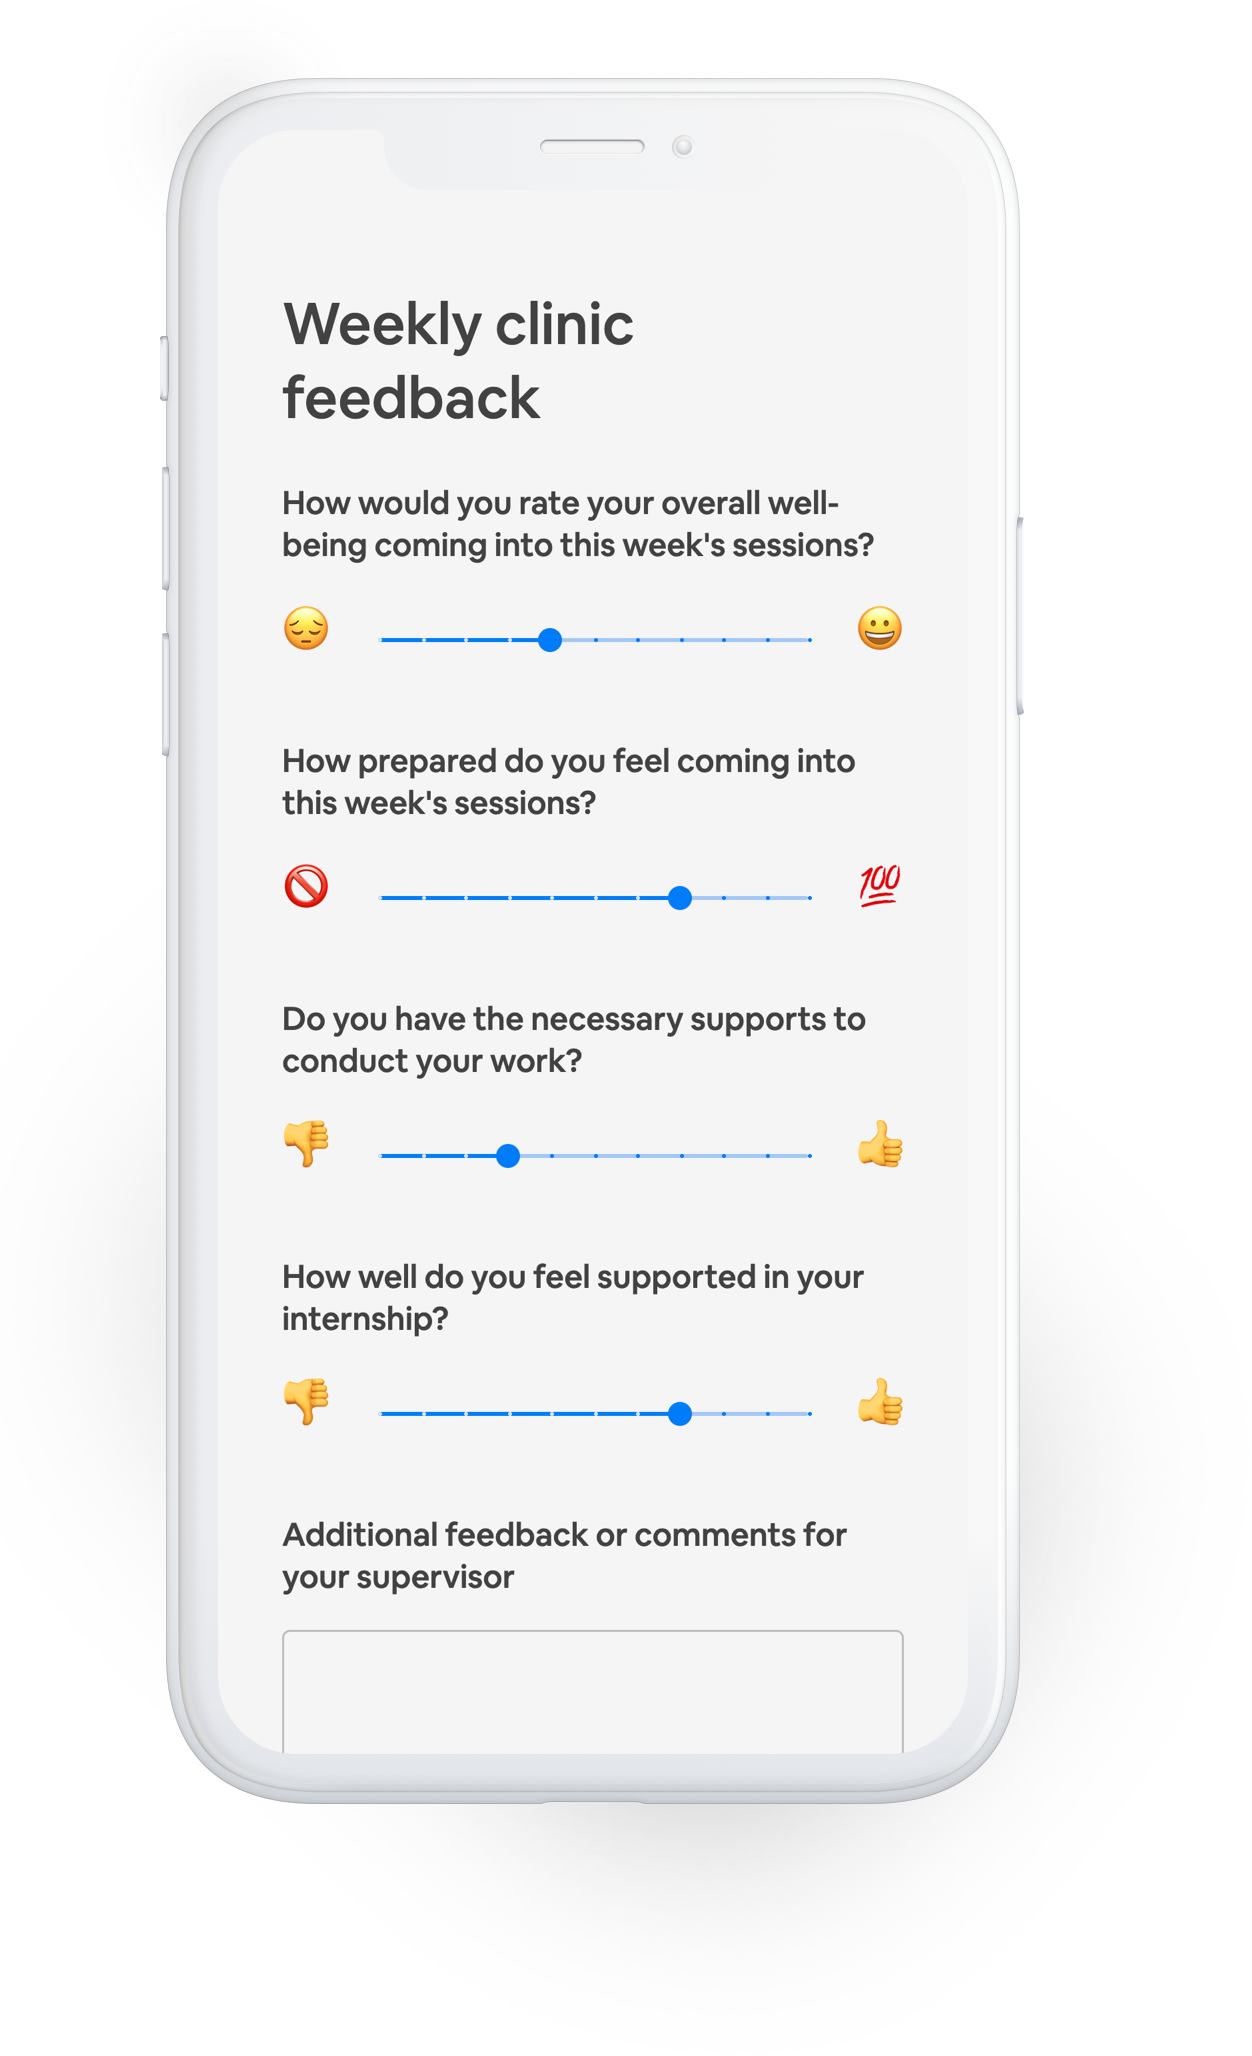 Weekly clinic
feedback
How would you rate your overall well-
being coming into this week's sessions?
How prepared do you feel coming into
this week's sessions?
💯
Do you have the necessary supports to
conduct your work?
How well do you feel supported in your
internship?
Additional feedback or comments for
your supervisor